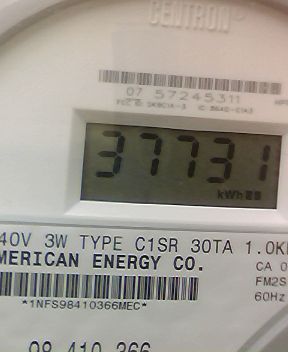 CENTRON
07 57245311
37731
kWh
40V 3W TYPE C1SR 30TA 1.0K
MERICAN ENERGY CO.
CA 0
FM2S
*1NFS98410366MEC*
60Hz
98 410 366